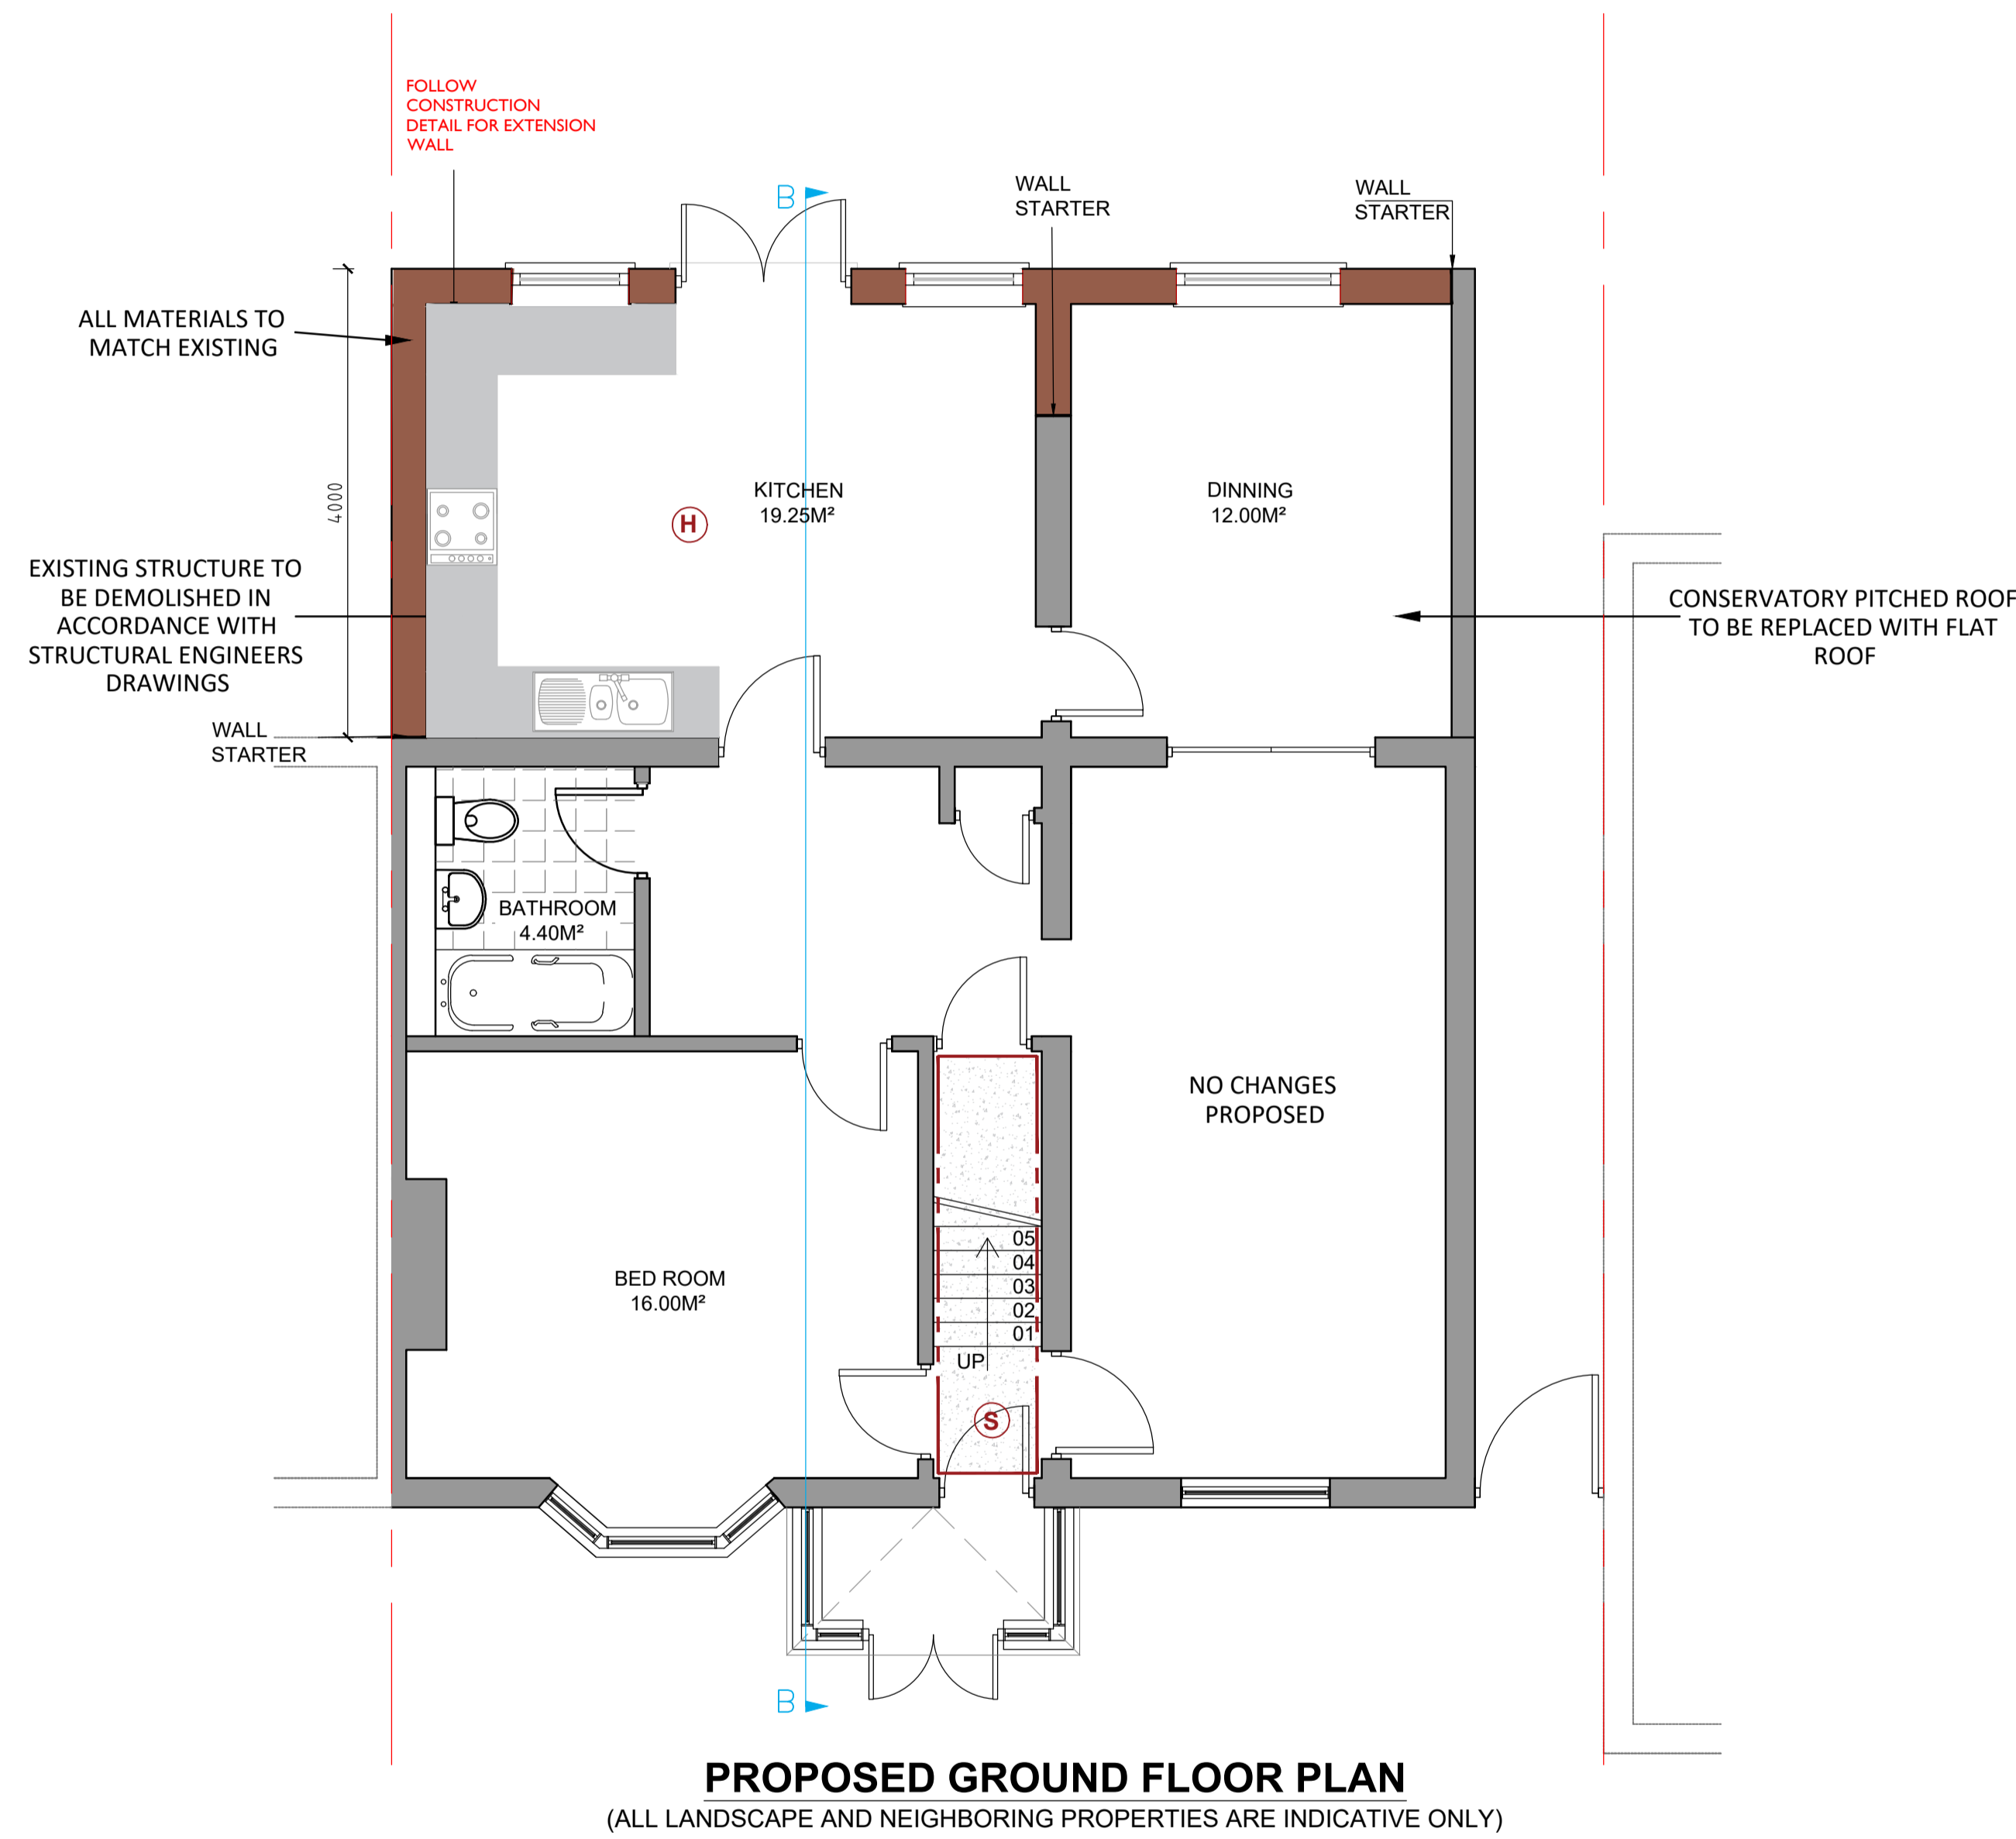 FOLLOW
CONSTRUCTION
DETAIL FOR EXTENSION
WALL
B
WALL
STARTER
WALL
STARTER
ALL MATERIALS TO
MATCH EXISTING
4000
KITCHEN
19.25M²
H
DINNING
12.00M²
EXISTING STRUCTURE TO
BE DEMOLISHED IN
ACCORDANCE WITH
STRUCTURAL ENGINEERS
DRAWINGS
CONSERVATORY PITCHED ROOF
TO BE REPLACED WITH FLAT
ROOF
WALL
STARTER
BATHROOM
4.40M²
NO CHANGES
PROPOSED
BED ROOM
16.00M²
05
04
03
02
01
UP
S
B
PROPOSED GROUND FLOOR PLAN
(ALL LANDSCAPE AND NEIGHBORING PROPERTIES ARE INDICATIVE ONLY)